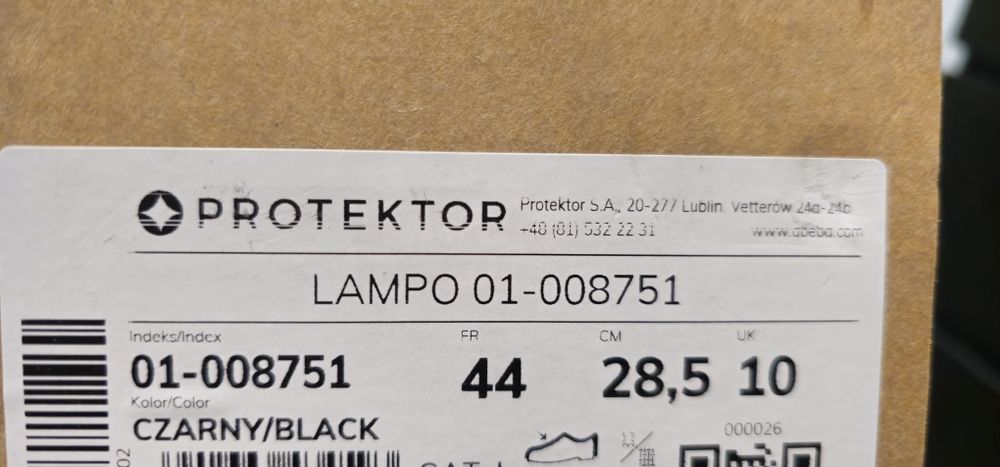 PROTEKTOR
Protektor S.A., 20-277 Lublin, Vetterów 24a-24b
+48 (81) 532 22 31 www.abeba.com
LAMPO 01-008751
Indeks/Index FR CM UK
01-008751 44 28,5 10
Kolor/Color
CZARNY/BLACK
000026
02